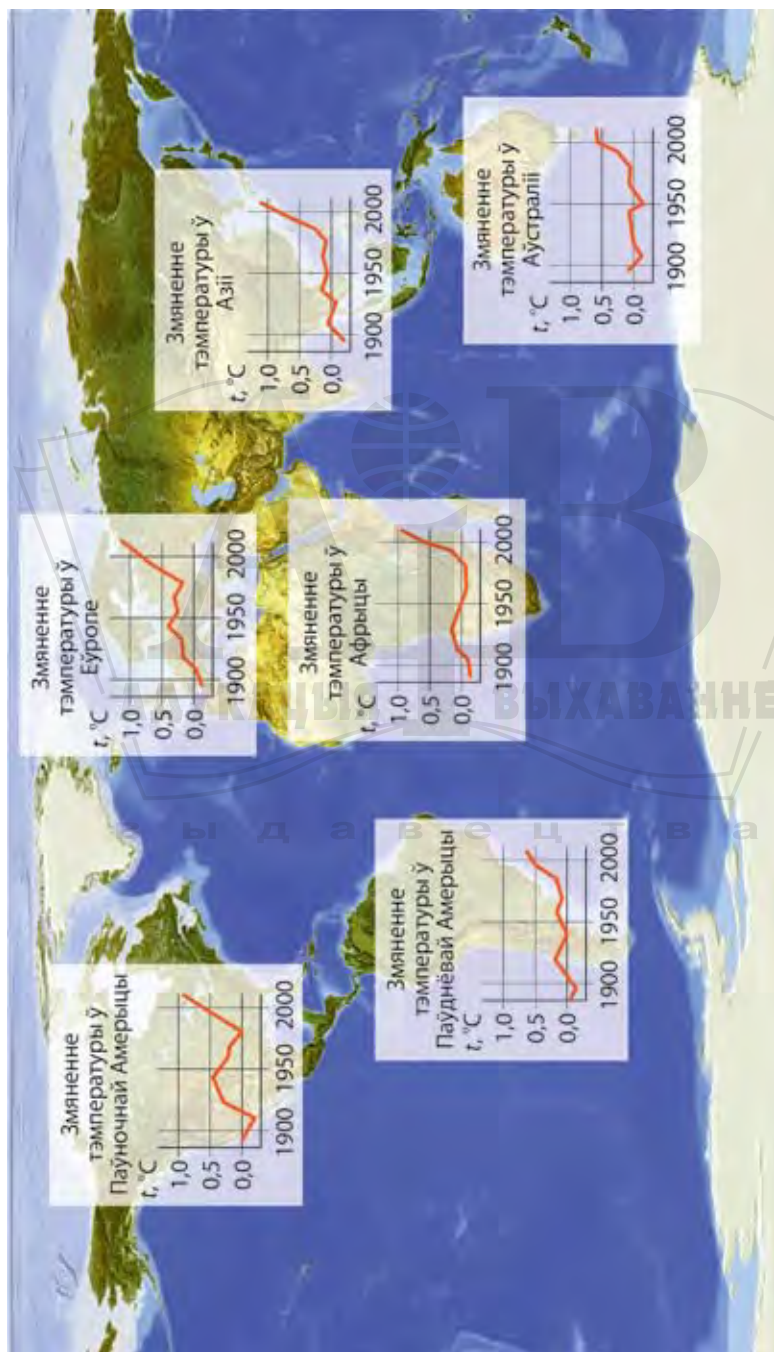 Змяненне
тэмпературы ў
Паўночнай Амерыцы
t, °C
1,0
0,5
0,0
1900 1950 2000
Змяненне
тэмпературы ў
Еўропе
t, °C
1,0
0,5
0,0
1900 1950 2000
Змяненне
тэмпературы ў
Азіі
t, °C
1,0
0,5
0,0
1900 1950 2000
Змяненне
тэмпературы ў
Паўднёвай Амерыцы
t, °C
1,0
0,5
0,0
1900 1950 2000
Змяненне
тэмпературы ў
Афрыцы
t, °C
1,0
0,5
0,0
1900 1950 2000
Змяненне
тэмпературы ў
Аўстраліі
t, °C
1,0
0,5
0,0
1900 1950 2000
ВЫХАВАННЕ
выдавецтва